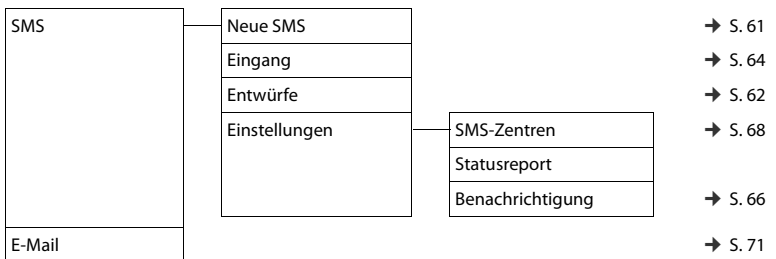 SMS Neue SMS → S. 61
Eingang → S. 64
Entwürfe → S. 62
Einstellungen SMS-Zentren → S. 68
Statusreport
Benachrichtigung → S. 66
E-Mail → S. 71